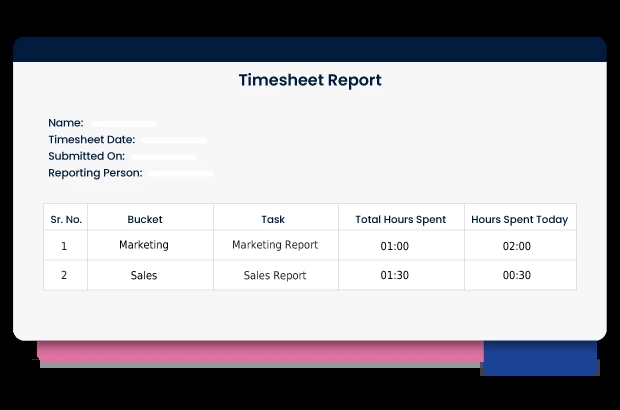 Timesheet Report
Name:
Timesheet Date:
Submitted On:
Reporting Person:
Sr. No. Bucket Task Total Hours Spent Hours Spent Today
1 Marketing Marketing Report 01:00 02:00
2 Sales Sales Report 01:30 00:30